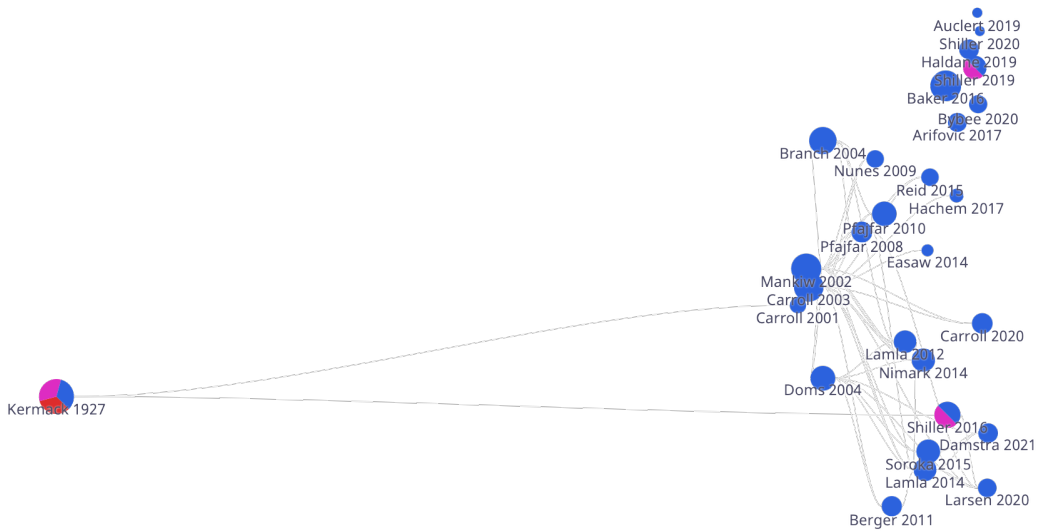 Auclert 2019
Shiller 2020
Haldane 2019
Shiller 2019
Baker 2016
Bybee 2020
Arifovic 2017
Branch 2004
Nunes 2009
Reid 2015
Hachem 2017
Pfajfar 2010
Pfajfar 2008
Easaw 2014
Mankiw 2002
Carroll 2003
Carroll 2001
Carroll 2020
Lamla 2012
Nimark 2014
Doms 2004
Kermack 1927
Shiller 2016
Damstra 2021
Soroka 2015
Lamla 2014
Larsen 2020
Berger 2011